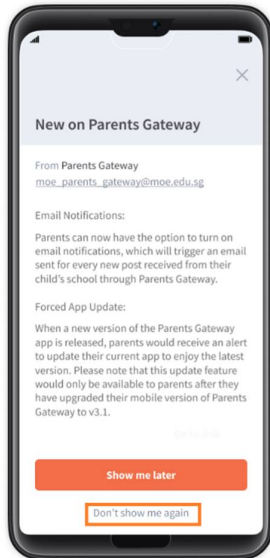 New on Parents Gateway
From Parents Gateway
moe_parents_gateway@moe.edu.sg
Email Notifications:
Parents can now have the option to turn on
email notifications, which will trigger an email
sent for every new post received from their
child's school through Parents Gateway.
Forced App Update:
When a new version of the Parents Gateway
app is released, parents would receive an alert
to update their current app to enjoy the latest
version. Please note that this update feature
would only be available to parents after they
have upgraded their mobile version of Parents
Gateway to v3.1.
Show me later
Don't show me again